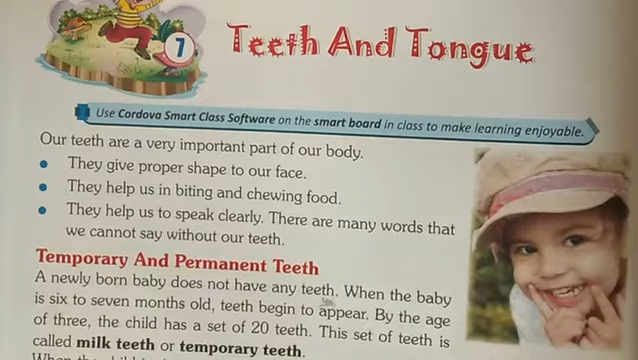 7
Teeth And Tongue
Use Cordova Smart Class Software on the smart board in class to make learning enjoyable.
Our teeth are a very important part of our body.
• They give proper shape to our face.
• They help us in biting and chewing food.
• They help us to speak clearly. There are many words that
we cannot say without our teeth.
Temporary And Permanent Teeth
A newly born baby does not have any teeth. When the baby
is six to seven months old, teeth begin to appear. By the age
of three, the child has a set of 20 teeth. This set of teeth is
called milk teeth or temporary teeth.
When the child